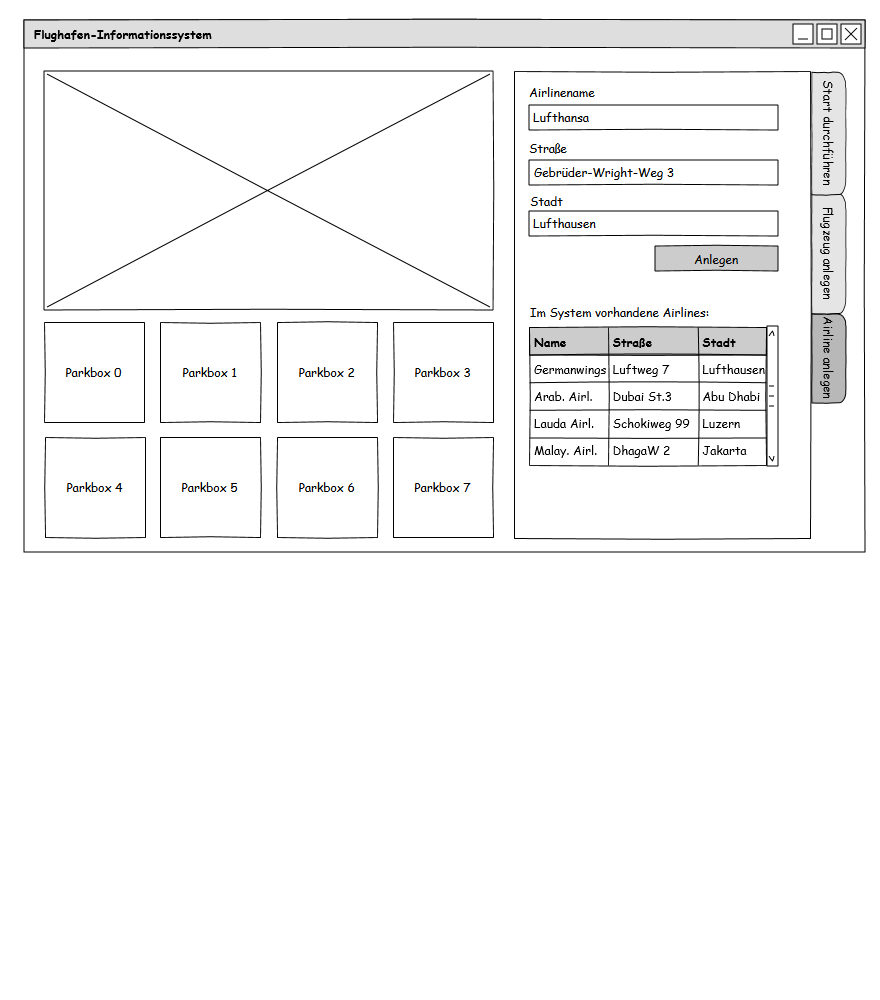 Flughafen-Informationssystem
Parkbox 0
Parkbox 1
Parkbox 2
Parkbox 3
Parkbox 4
Parkbox 5
Parkbox 6
Parkbox 7
Airlinename
Lufthansa
Straße
Gebrüder-Wright-Weg 3
Stadt
Lufthausen
Anlegen
Im System vorhandene Airlines:
Name Straße Stadt
Germanwings Luftweg 7 Lufthausen
Arab. Airl. Dubai St.3 Abu Dhabi
Lauda Airl. Schokiweg 99 Luzern
Malay. Airl. DhagaW 2 Jakarta
Start durchführen
Flugzeug anlegen
Airline anlegen